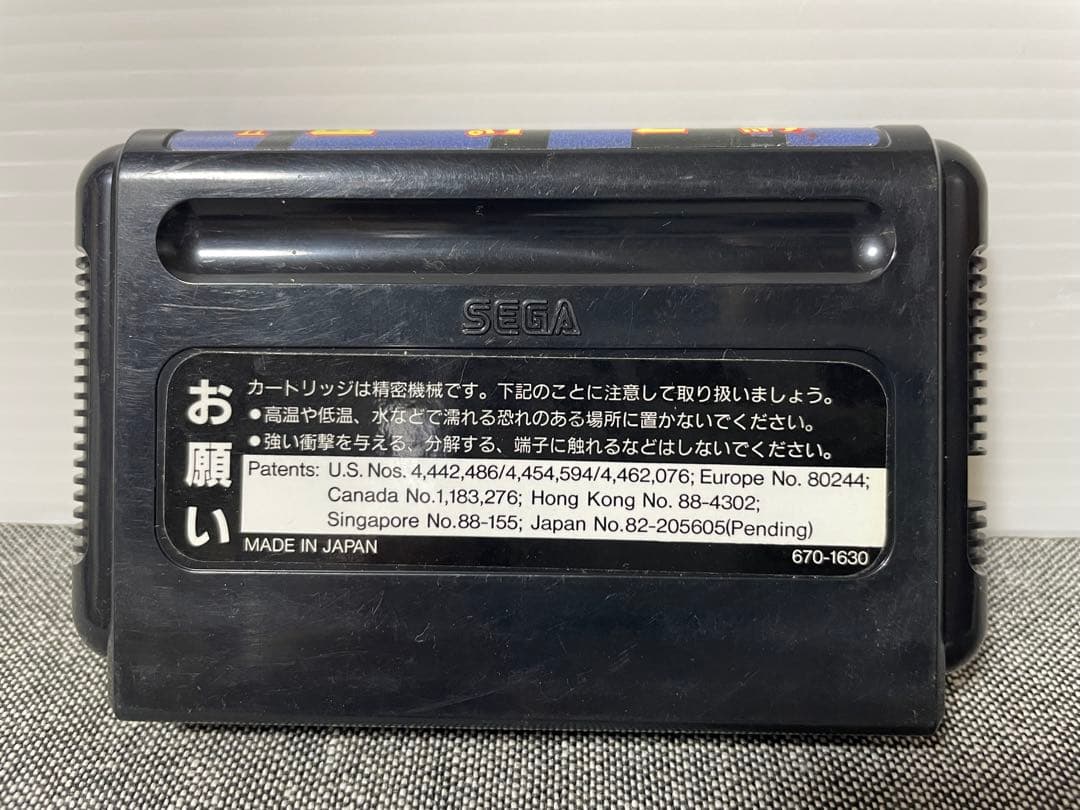 SEGA
お願い
カートリッジは精密機械です。下記のことに注意して取り扱いましょう。
●高温や低温、水などで濡れる恐れのある場所に置かないでください。
●強い衝撃を与える、分解する、端子に触れるなどはしないでください。
Patents: U.S. Nos. 4,442,486/4,454,594/4,462,076; Europe No. 80244;
Canada No.1,183,276; Hong Kong No. 88-4302;
Singapore No.88-155; Japan No.82-205605(Pending)
MADE IN JAPAN
670-1630